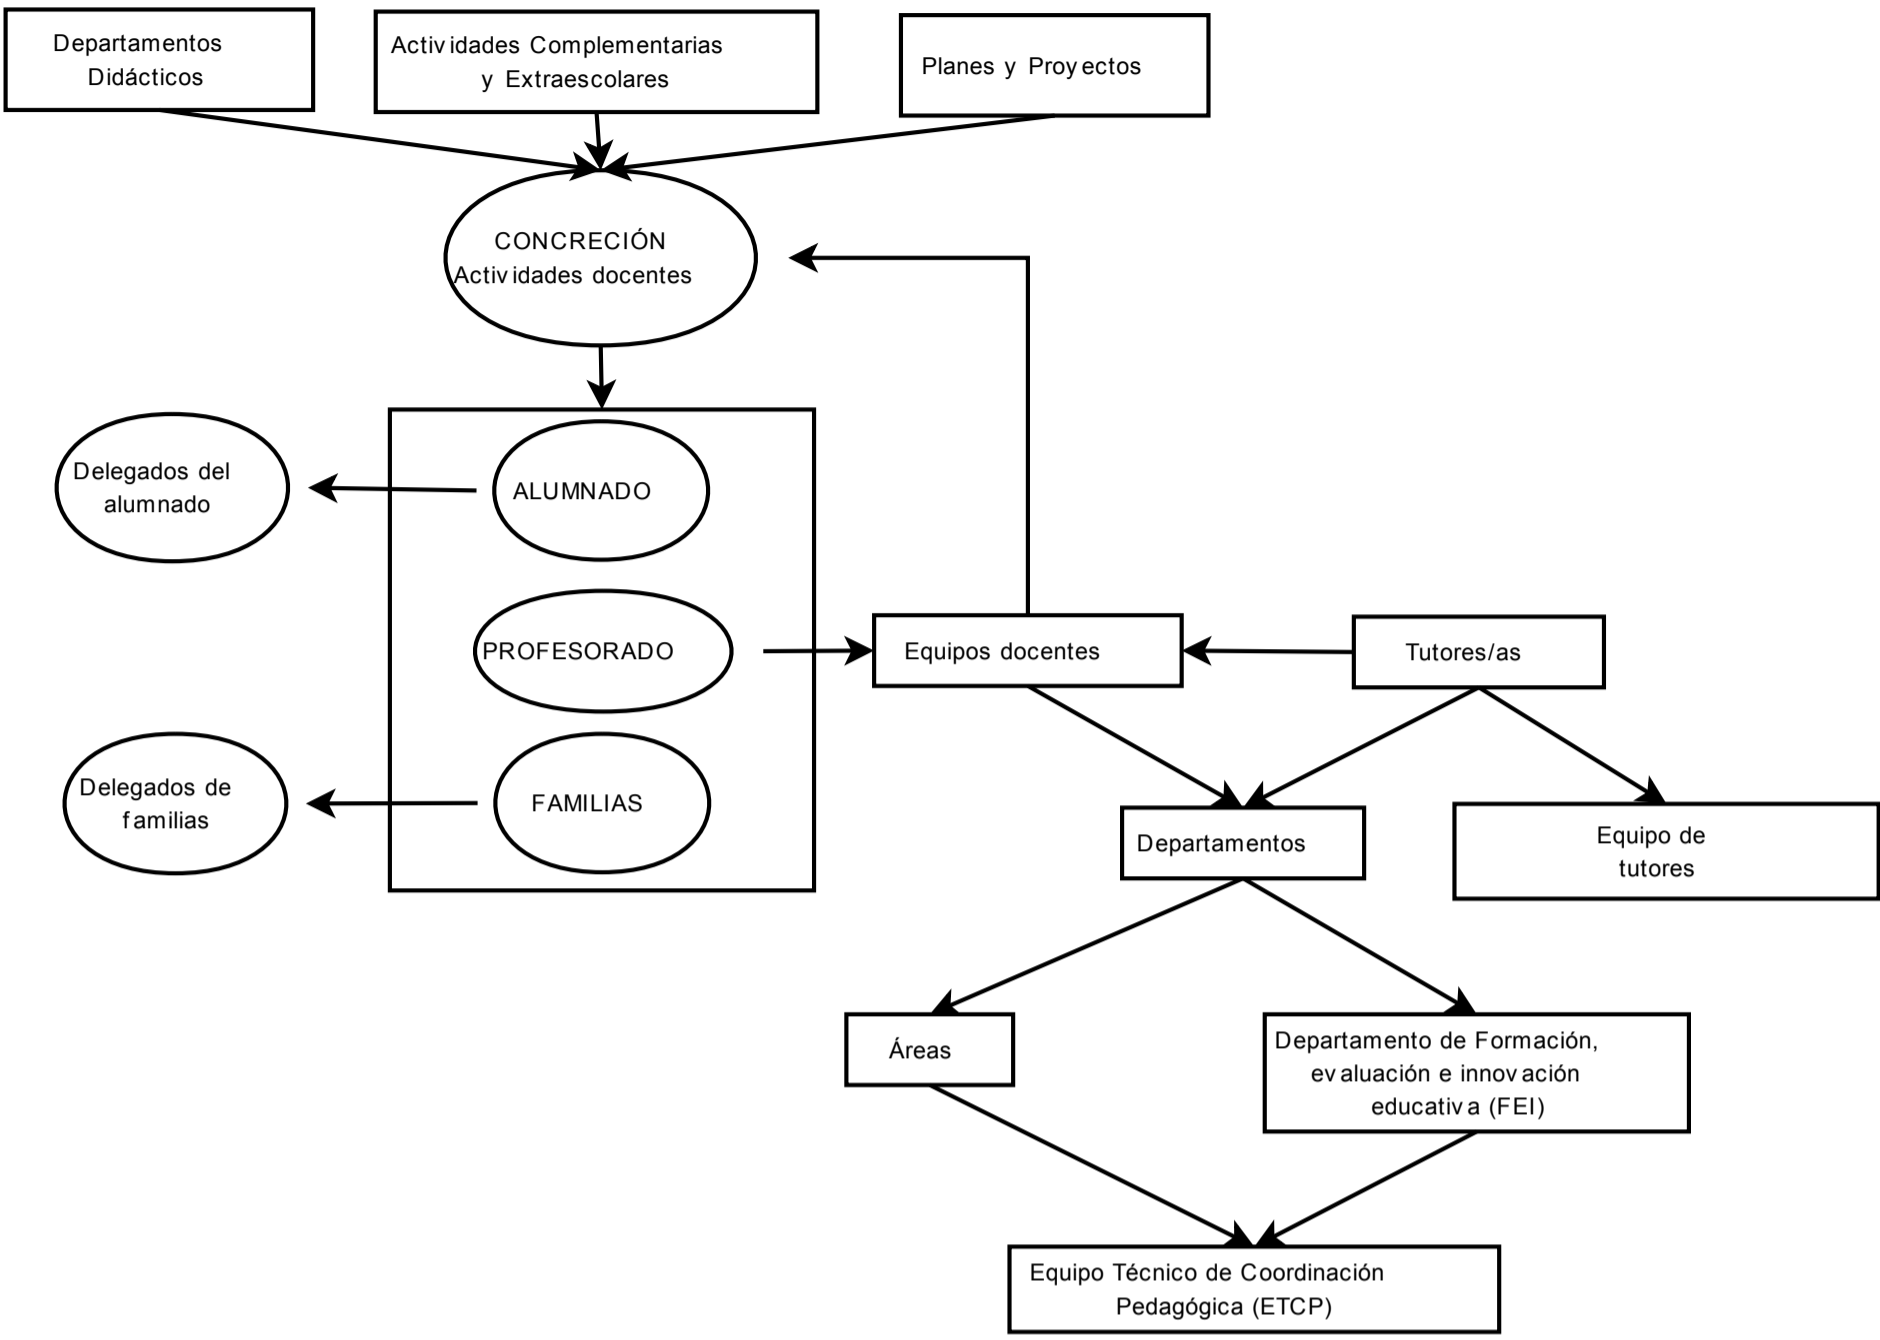 Departamentos
Didácticos
Actividades Complementarias
y Extraescolares
Planes y Proyectos
CONCRECIÓN
Actividades docentes
Delegados del
alumnado
ALUMNADO
PROFESORADO
Equipos docentes
Tutores/as
Delegados de
familias
FAMILIAS
Departamentos
Equipo de
tutores
Áreas
Departamento de Formación,
evaluación e innovación
educativa (FEI)
Equipo Técnico de Coordinación
Pedagógica (ETCP)